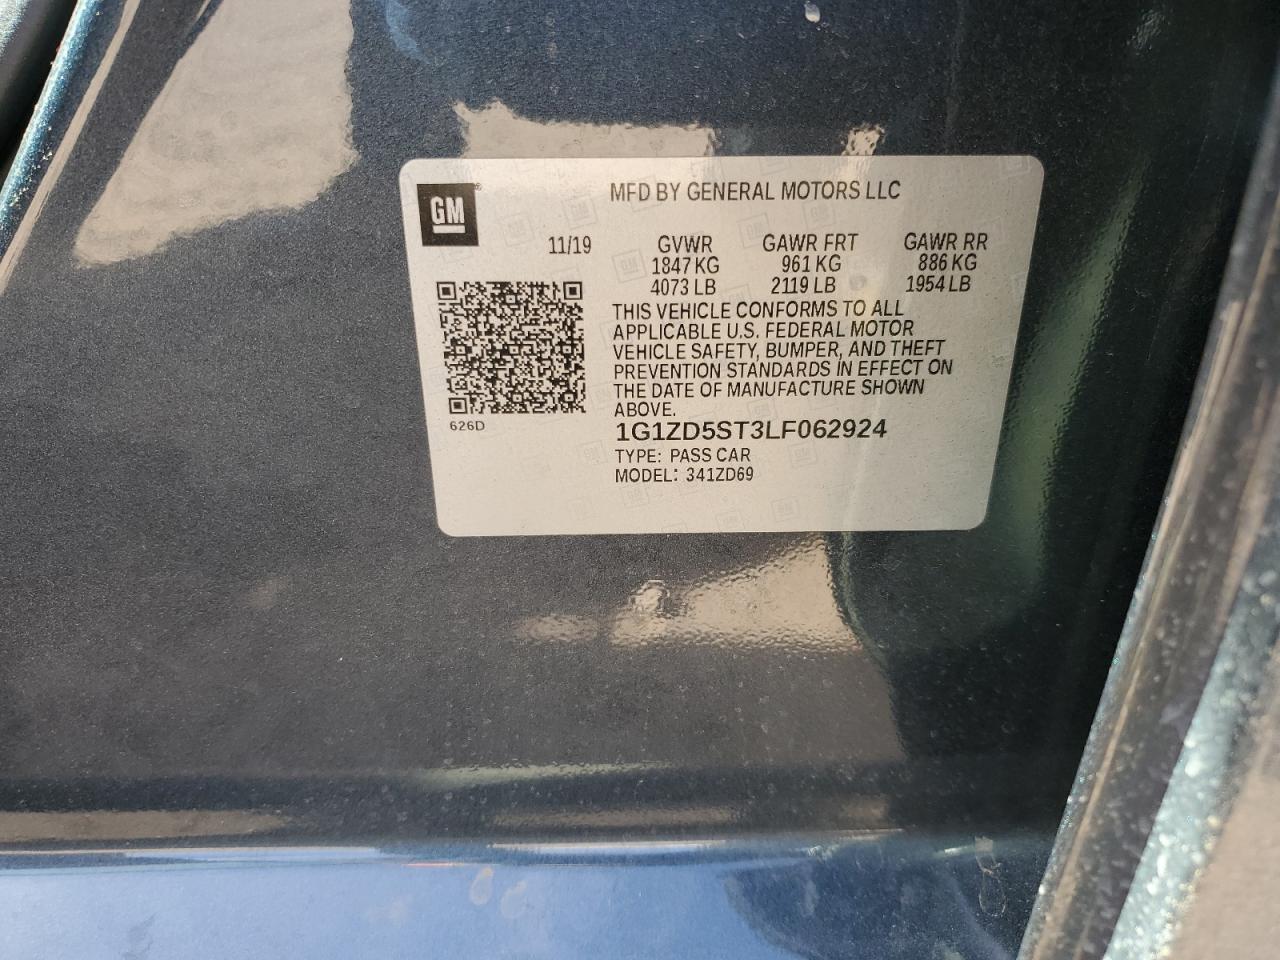 GM
MFD BY GENERAL MOTORS LLC
11/19 GVWR GAWR FRT GAWR RR
1847 KG 961 KG 886 KG
4073 LB 2119 LB 1954 LB
THIS VEHICLE CONFORMS TO ALL
APPLICABLE U.S. FEDERAL MOTOR
VEHICLE SAFETY, BUMPER, AND THEFT
PREVENTION STANDARDS IN EFFECT ON
THE DATE OF MANUFACTURE SHOWN
ABOVE.
626D
1G1ZD5ST3LF062924
TYPE: PASS CAR
MODEL: 341ZD69